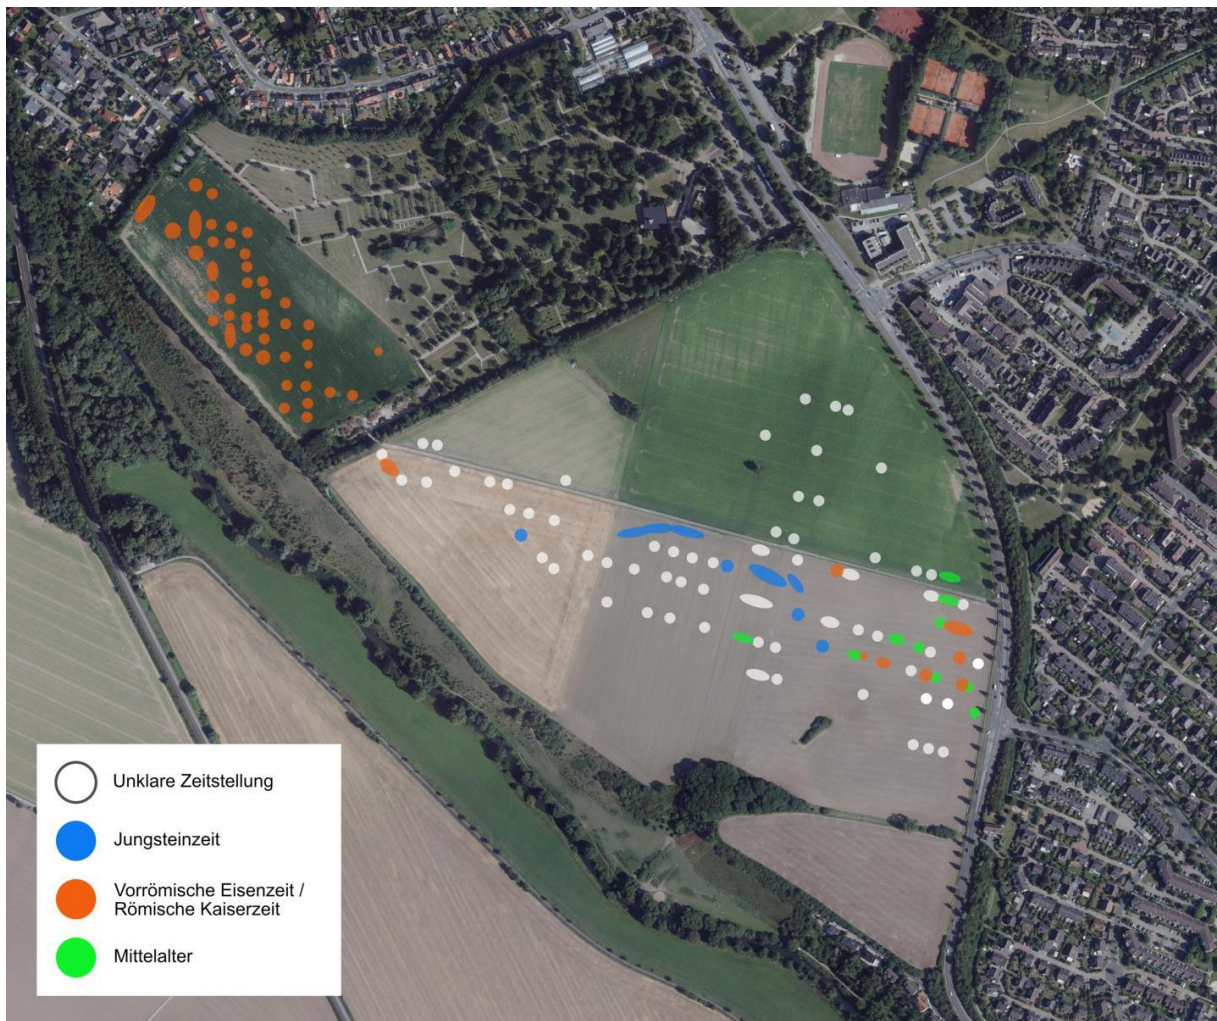 Unklare Zeitstellung
Jungsteinzeit
Vorrömische Eisenzeit /
Römische Kaiserzeit
Mittelalter